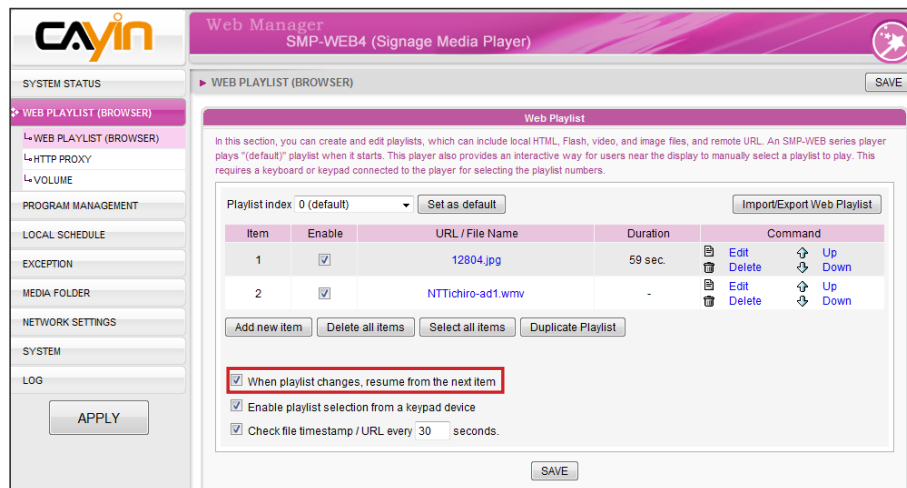 CAYIN
Web Manager
SMP-WEB4 (Signage Media Player)
SYSTEM STATUS
WEB PLAYLIST (BROWSER)
WEB PLAYLIST (BROWSER)
HTTP PROXY
VOLUME
PROGRAM MANAGEMENT
LOCAL SCHEDULE
EXCEPTION
MEDIA FOLDER
NETWORK SETTINGS
SYSTEM
LOG
APPLY
WEB PLAYLIST (BROWSER)
SAVE
Web Playlist
In this section, you can create and edit playlists, which can include local HTML, Flash, video, and image files, and remote URL. An SMP-WEB series player
plays "(default)" playlist when it starts. This player also provides an interactive way for users near the display to manually select a playlist to play. This
requires a keyboard or keypad connected to the player for selecting the playlist numbers.
Playlist index 0 (default) Set as default Import/Export Web Playlist
Item Enable URL / File Name Duration Command
1 12804.jpg 59 sec. Edit Up
Delete Down
2 NTTichiro-ad1.wmv - Edit Up
Delete Down
Add new item Delete all items Select all items Duplicate Playlist
When playlist changes, resume from the next item
Enable playlist selection from a keypad device
Check file timestamp / URL every 30 seconds.
SAVE